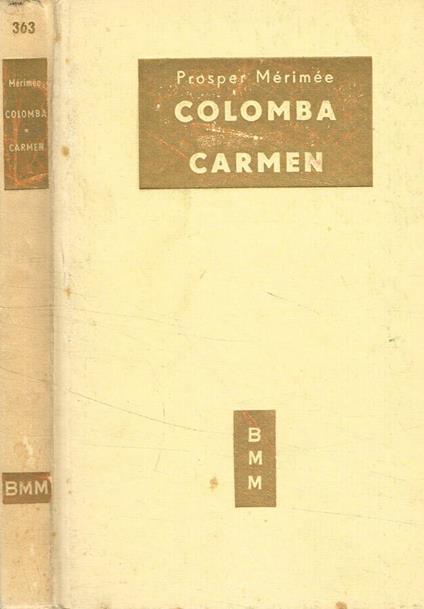 363
Mérimée
COLOMBA
CARMEN
BMM
Prosper Mérimée
COLOMBA
CARMEN
B
M
M